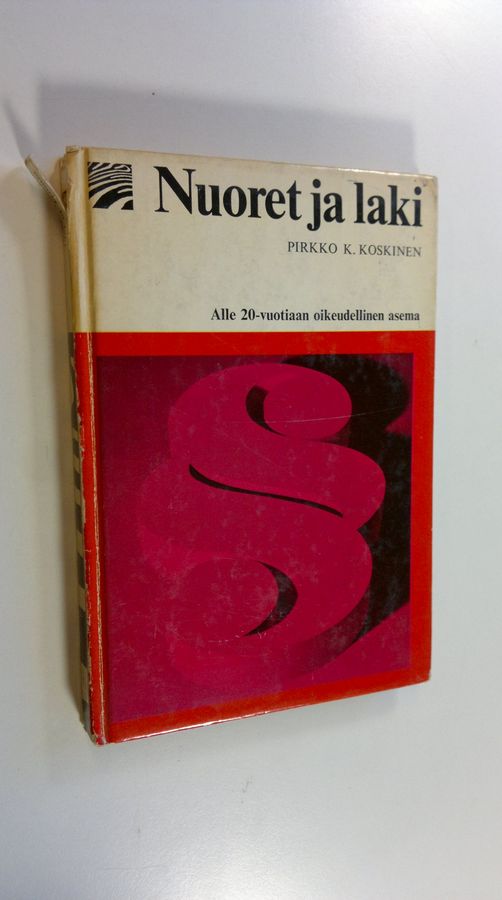 Nuoret ja laki
PIRKKO K. KOSKINEN
Alle 20-vuotiaan oikeudellinen asema
§